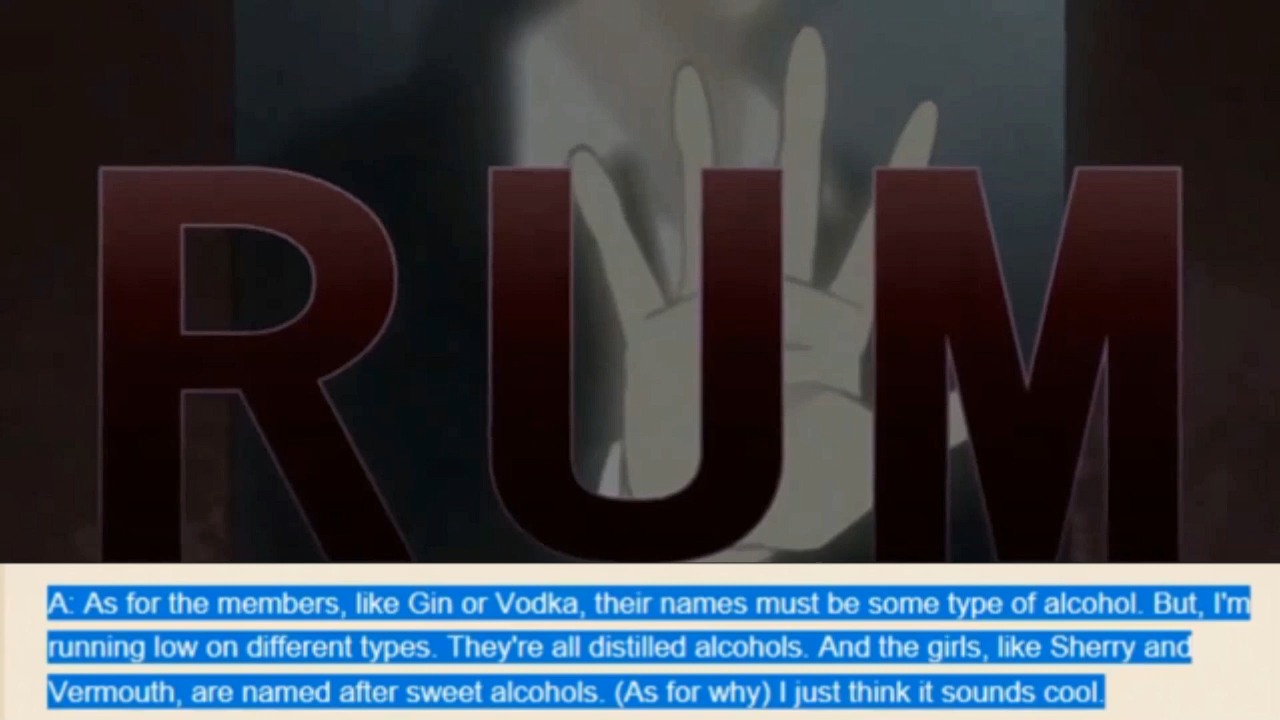 RUM
A: As for the members, like Gin or Vodka, their names must be some type of alcohol. But, I'm
running low on different types. They're all distilled alcohols. And the girls, like Sherry and
Vermouth, are named after sweet alcohols. (As for why) I just think it sounds cool.